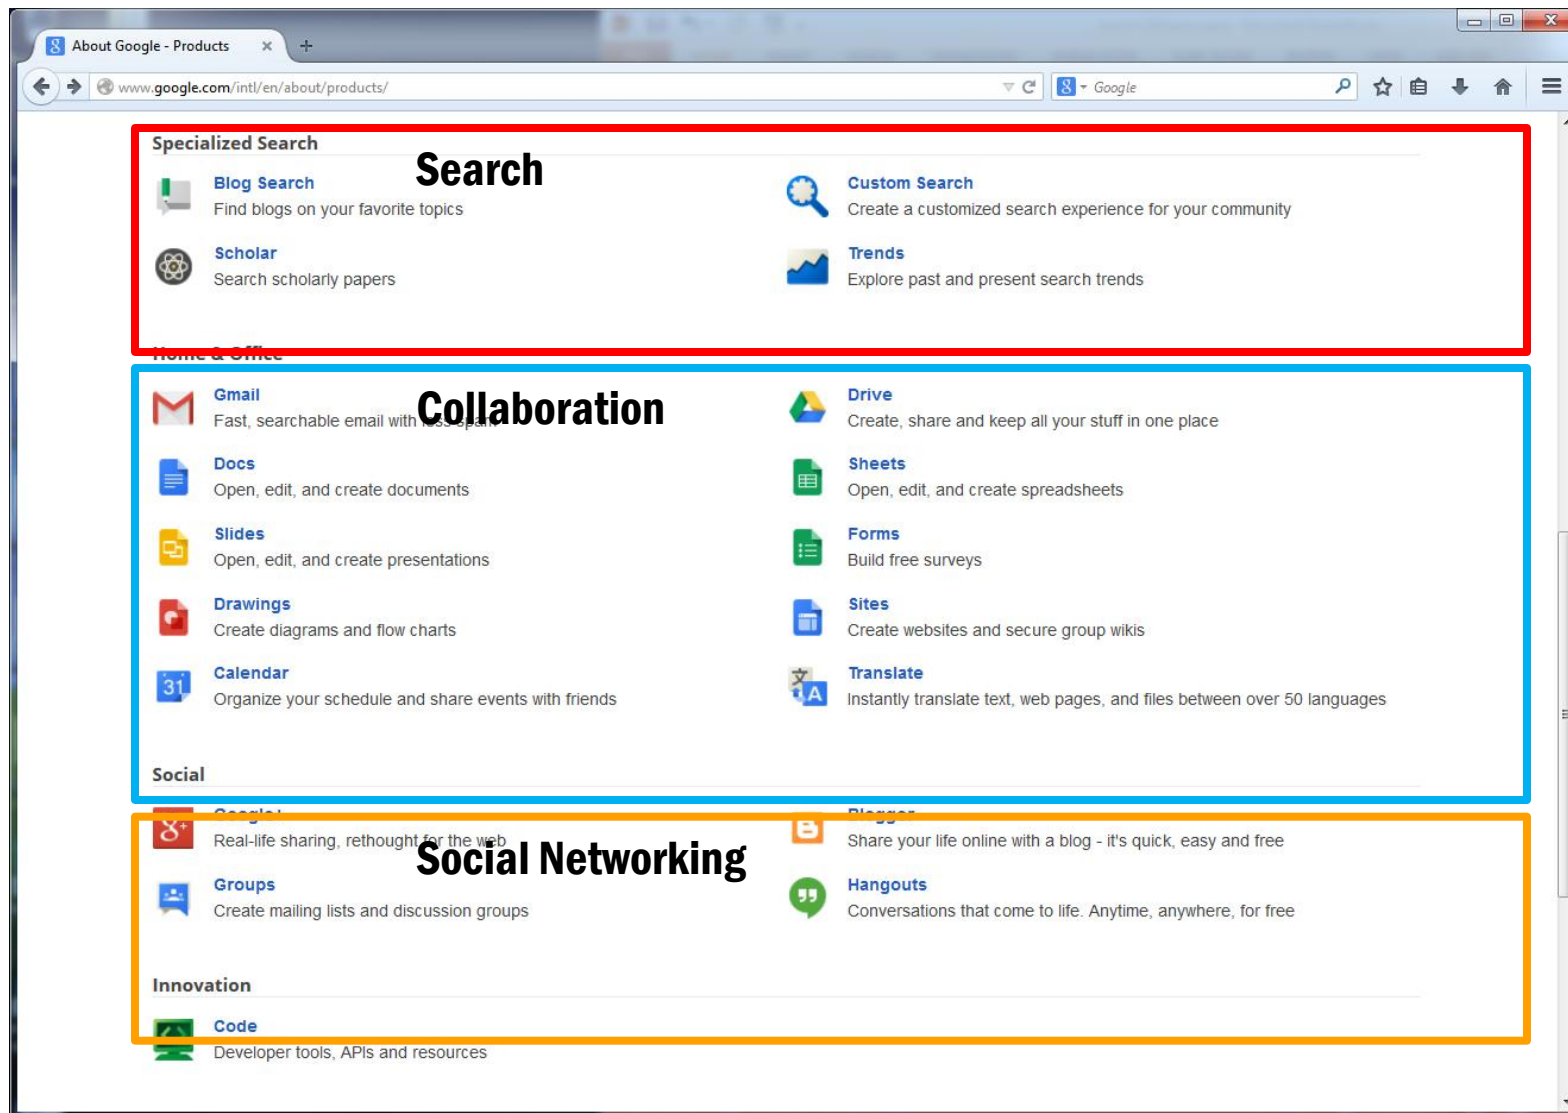 About Google - Products
www.google.com/intl/en/about/products/
Google
Specialized Search
Search
Blog Search
Find blogs on your favorite topics
Custom Search
Create a customized search experience for your community
Scholar
Search scholarly papers
Trends
Explore past and present search trends
Home & Office
Collaboration
Gmail
Fast, searchable email with less spam
Drive
Create, share and keep all your stuff in one place
Docs
Open, edit, and create documents
Sheets
Open, edit, and create spreadsheets
Slides
Open, edit, and create presentations
Forms
Build free surveys
Drawings
Create diagrams and flow charts
Sites
Create websites and secure group wikis
31
Calendar
Organize your schedule and share events with friends
Translate
Instantly translate text, web pages, and files between over 50 languages
Social
Google+
Real-life sharing, rethought for the web
Blogger
Share your life online with a blog - it's quick, easy and free
Social Networking
Groups
Create mailing lists and discussion groups
Hangouts
Conversations that come to life. Anytime, anywhere, for free
Innovation
Code
Developer tools, APIs and resources